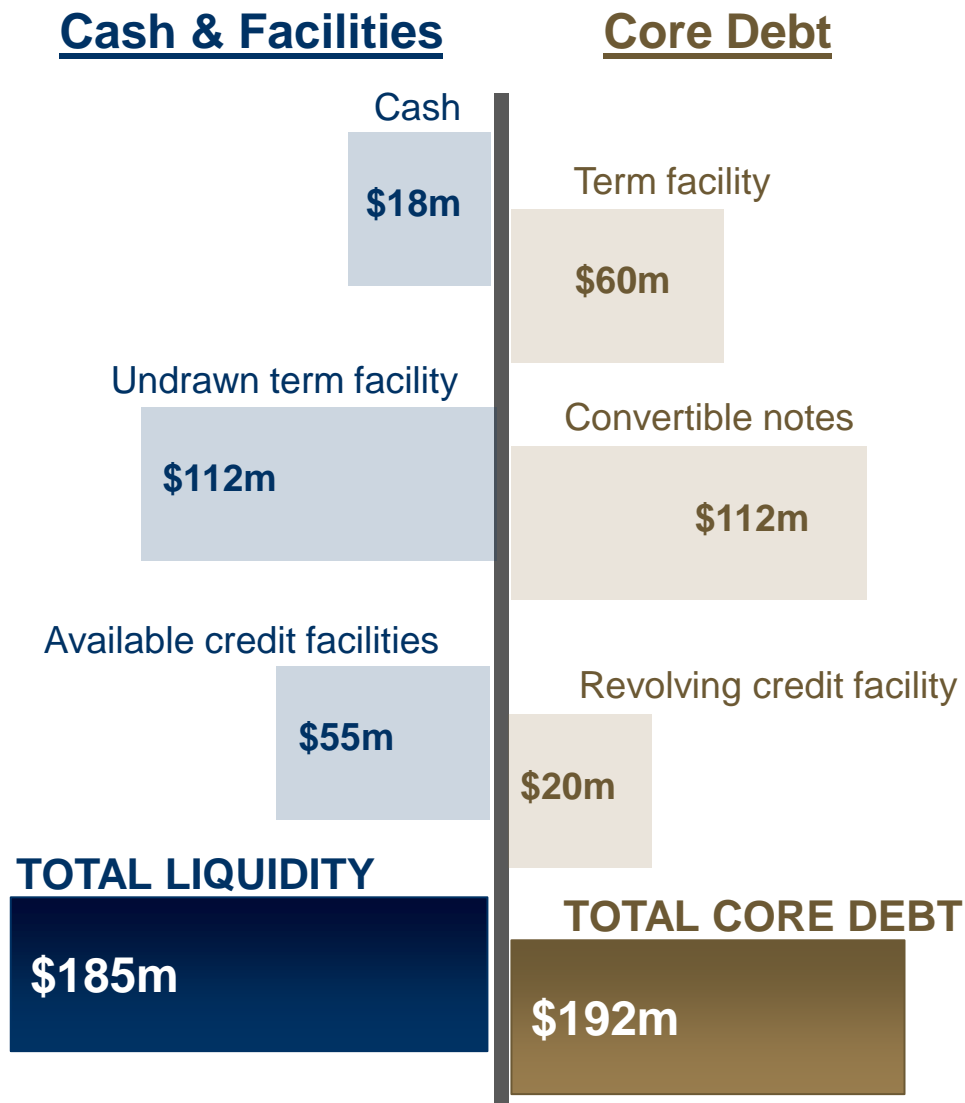 Cash & Facilities
Cash
$18m
Undrawn term facility
$112m
Available credit facilities
$55m
TOTAL LIQUIDITY
$185m
Core Debt
Term facility
$60m
Convertible notes
$112m
Revolving credit facility
$20m
TOTAL CORE DEBT
$192m